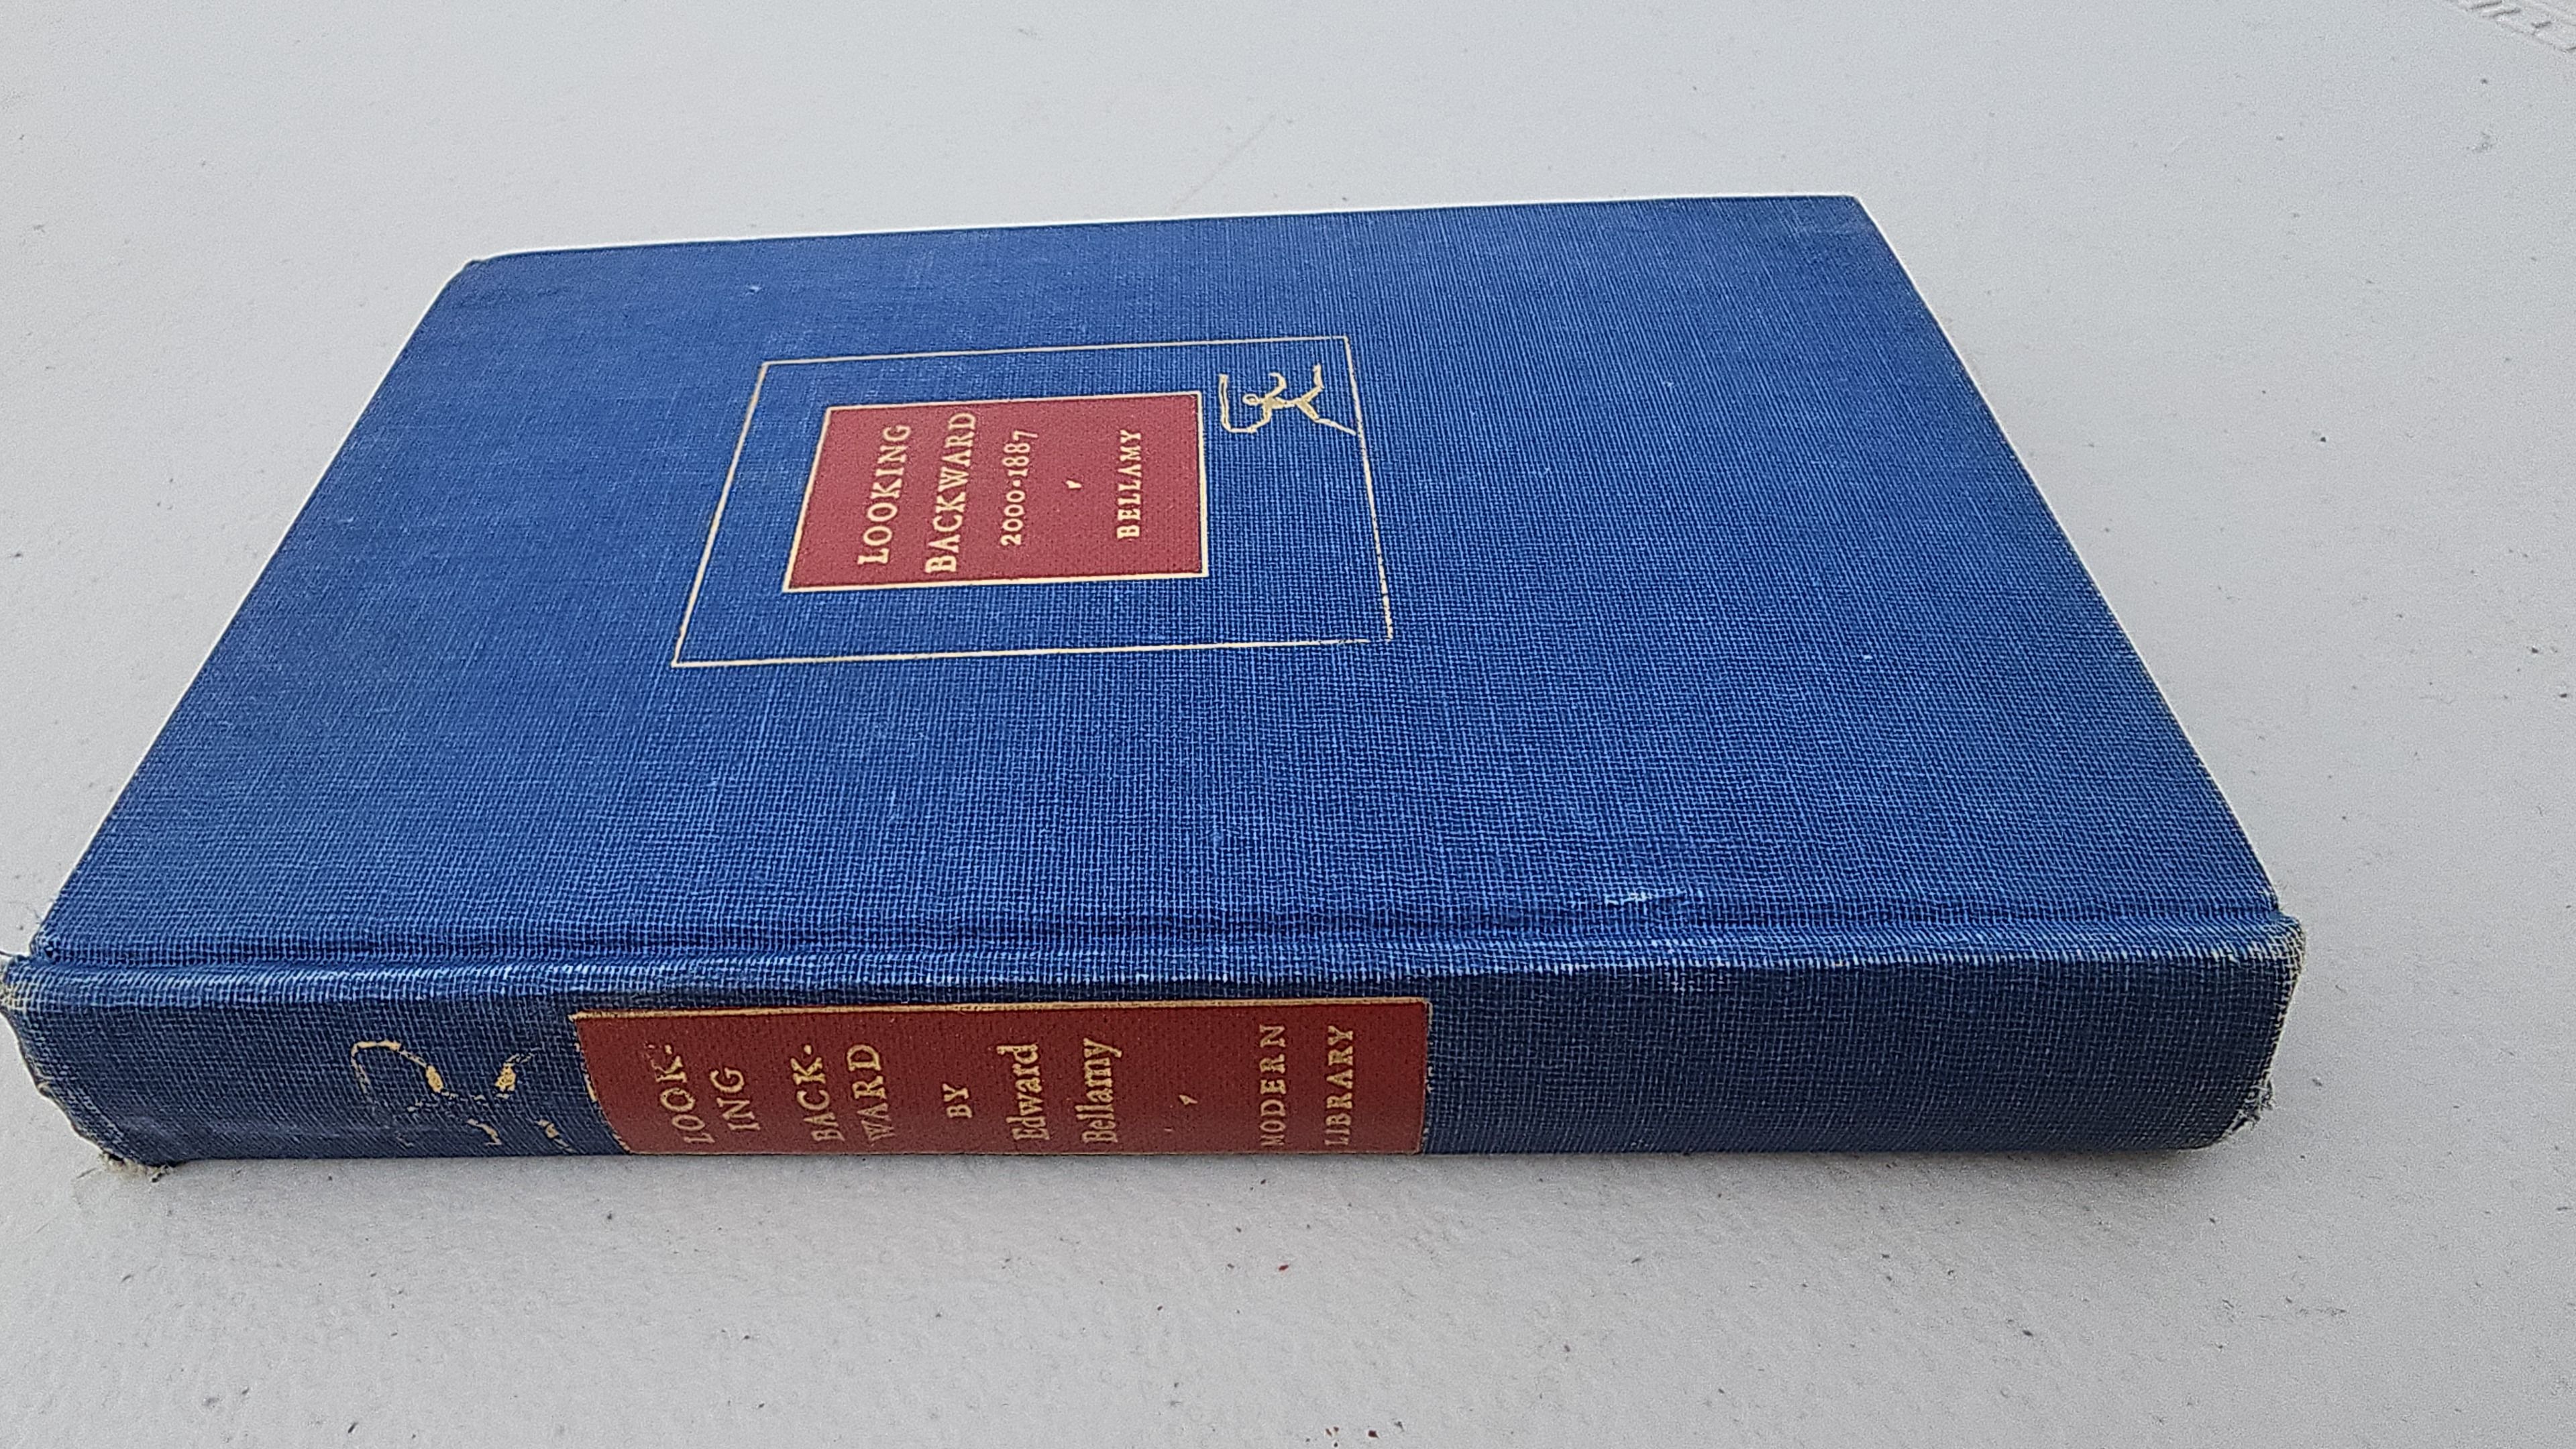 LOOKING
BACKWARD
2000-1887
BELLAMY
LOOK-
ING
BACK-
WARD
BY
Edward
Bellamy
MODERN
LIBRARY